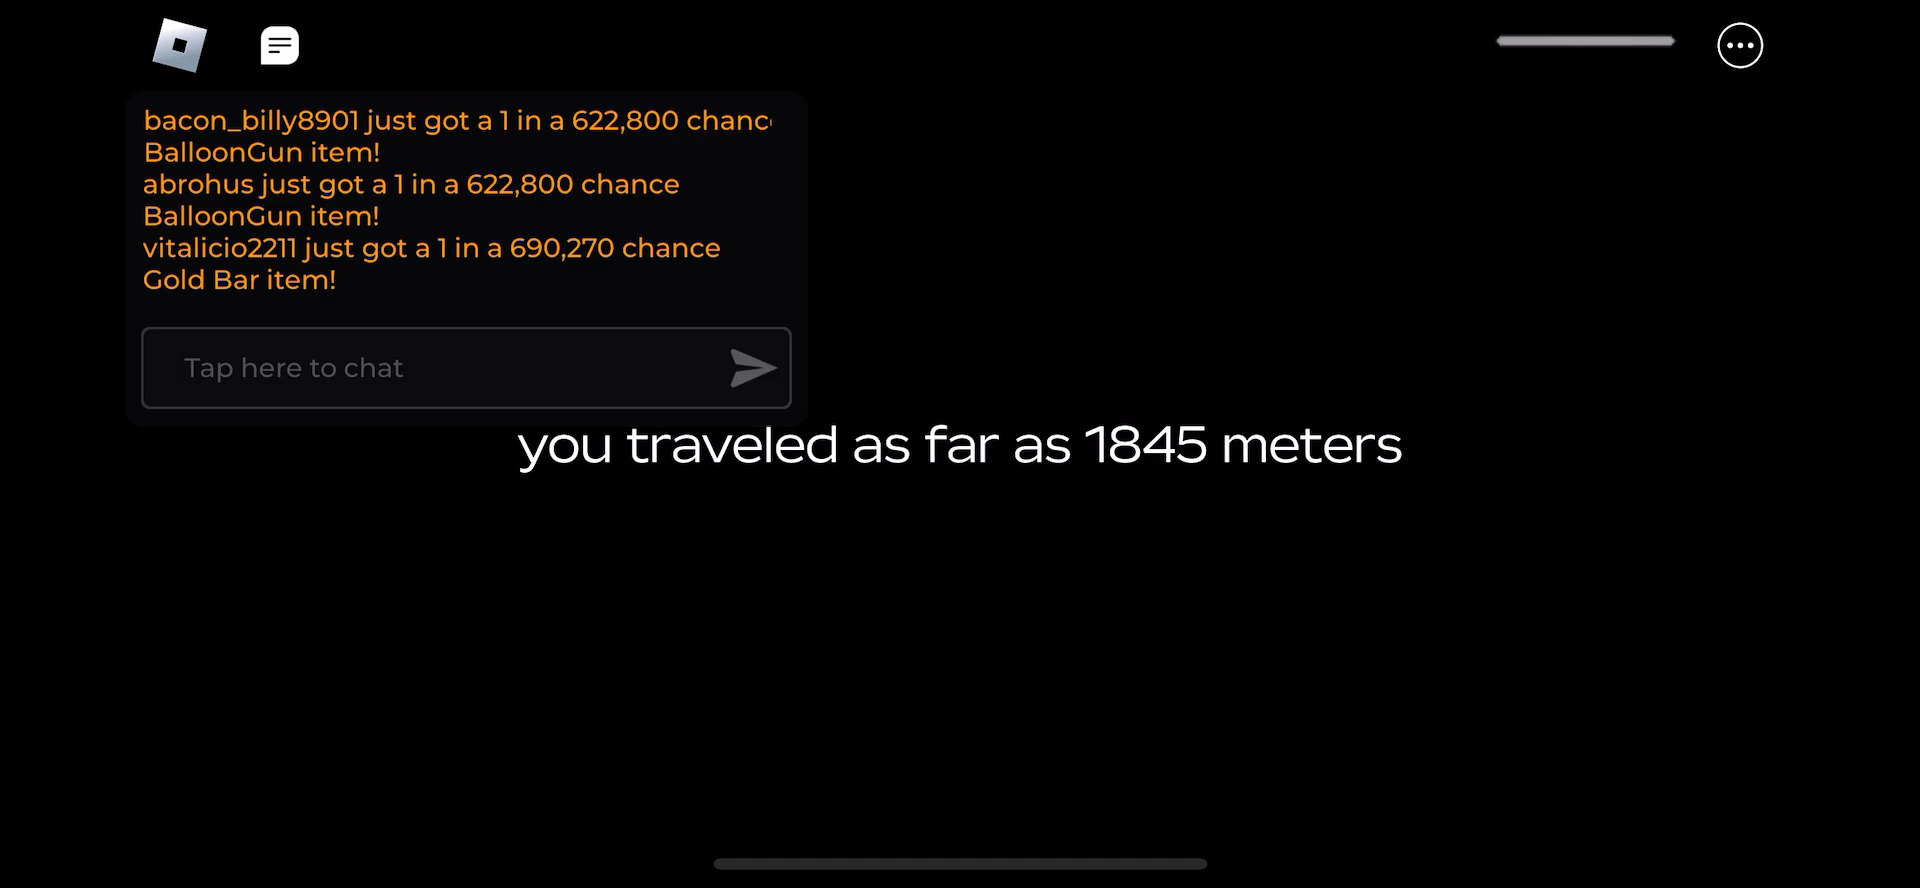 bacon_billy8901 just got a 1 in a 622,800 chanc
BalloonGun item!
abrohus just got a 1 in a 622,800 chance
BalloonGun item!
vitalicio2211 just got a 1 in a 690,270 chance
Gold Bar item!
Tap here to chat
you traveled as far as 1845 meters